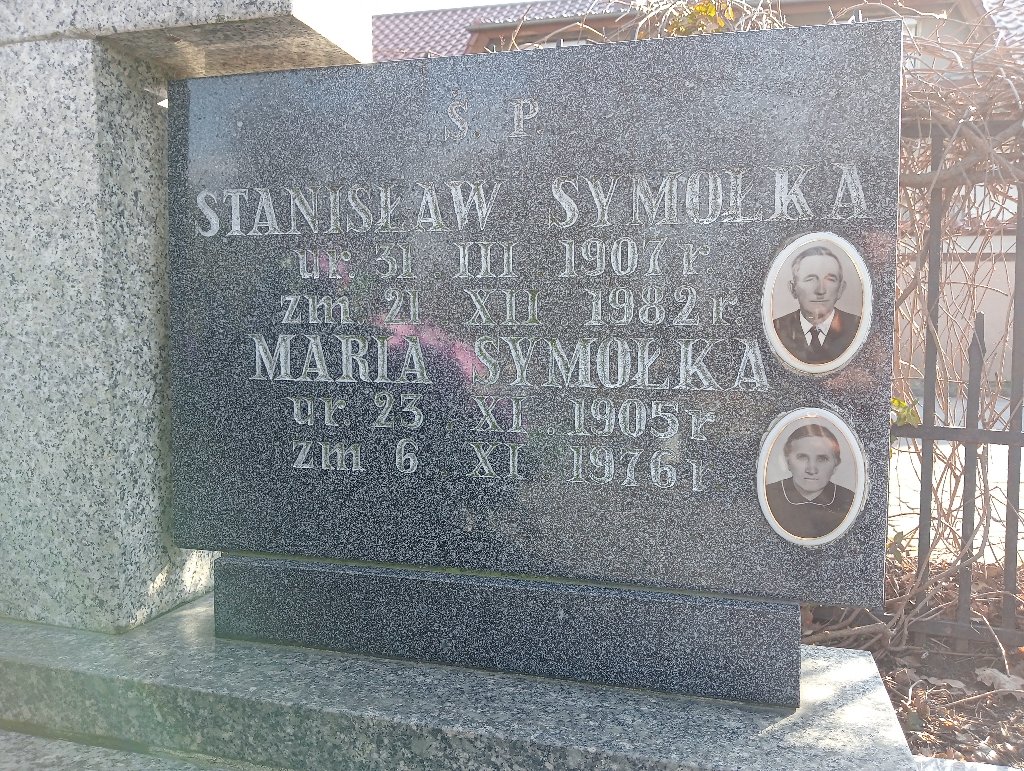 Ś. P.
STANISŁAW SYMOŁKA
ur. 31. III 1907 r
zm. 21 XII 1982 r.
MARIA SYMOŁKA
ur. 23. XI 1905 r
zm 6 XI 1976 r